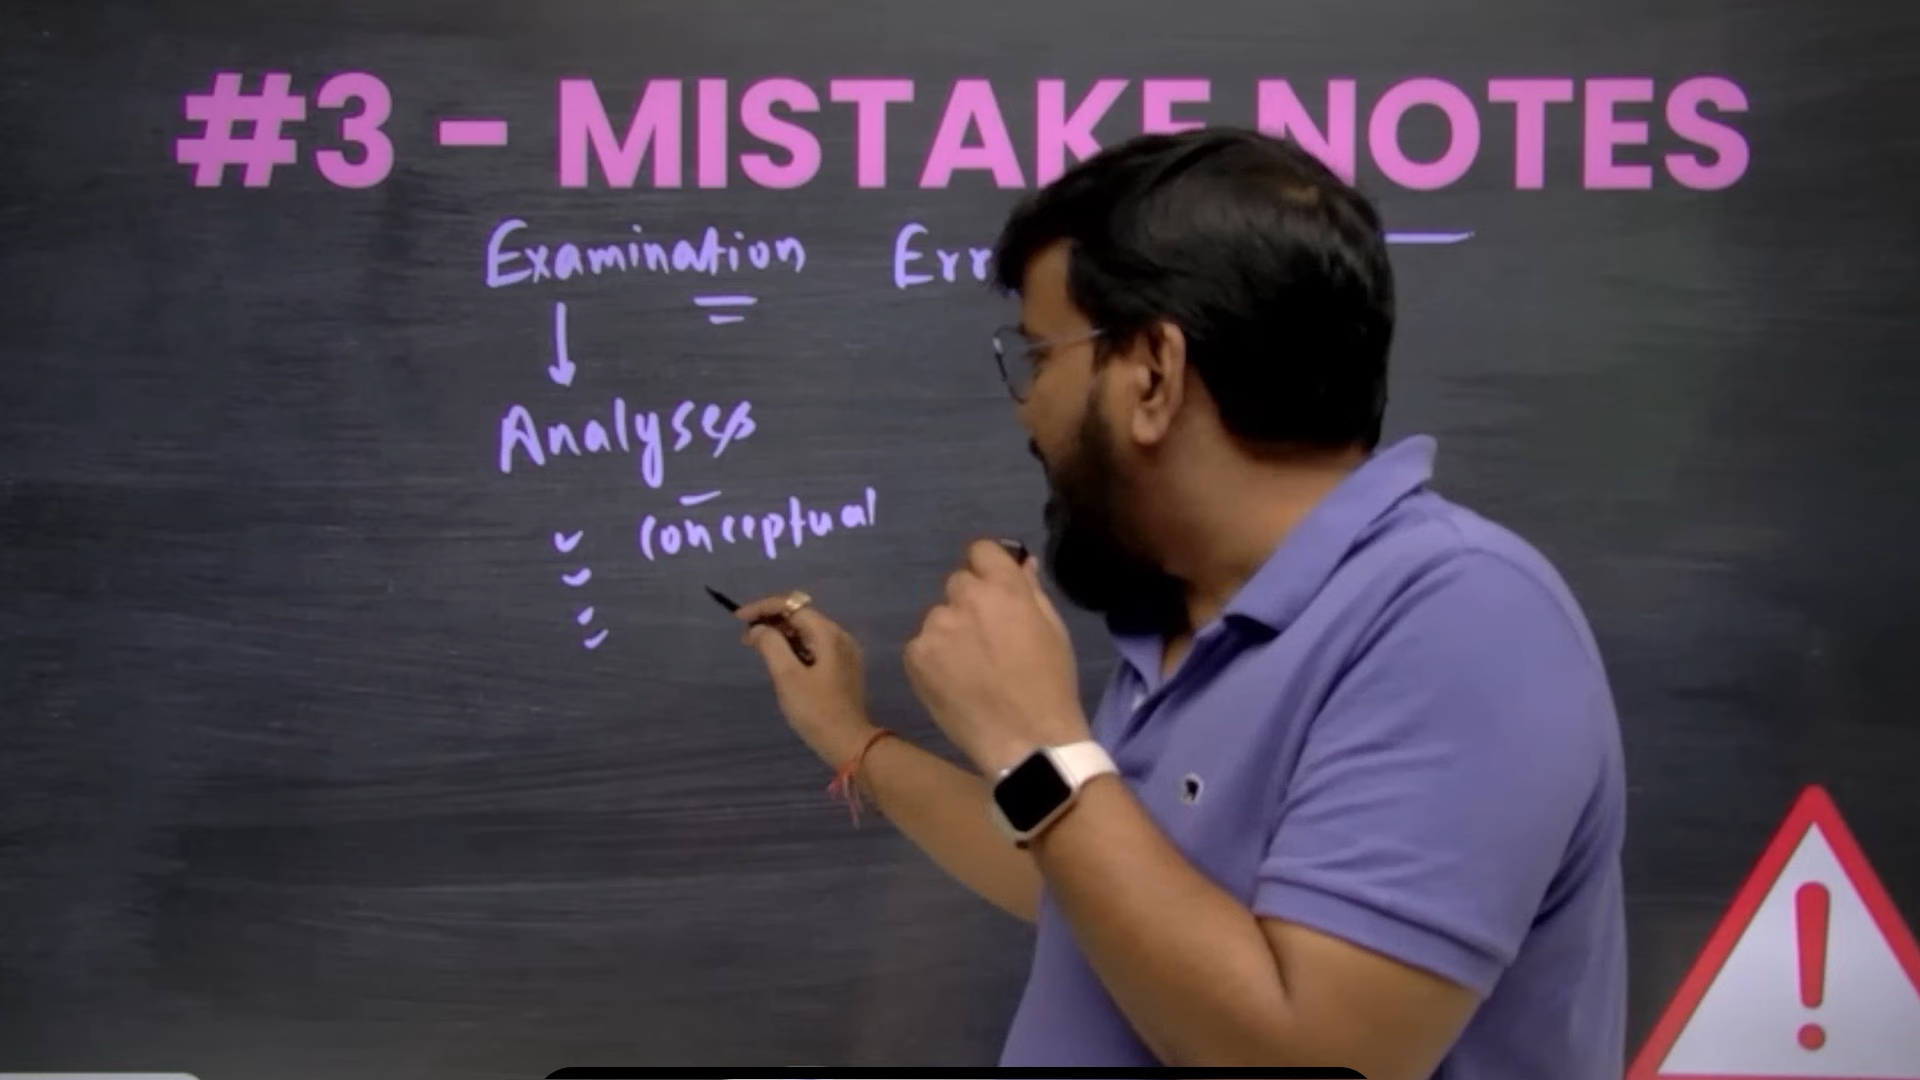 #3 - MISTAKE NOTES
Examination
Analyses
conceptual